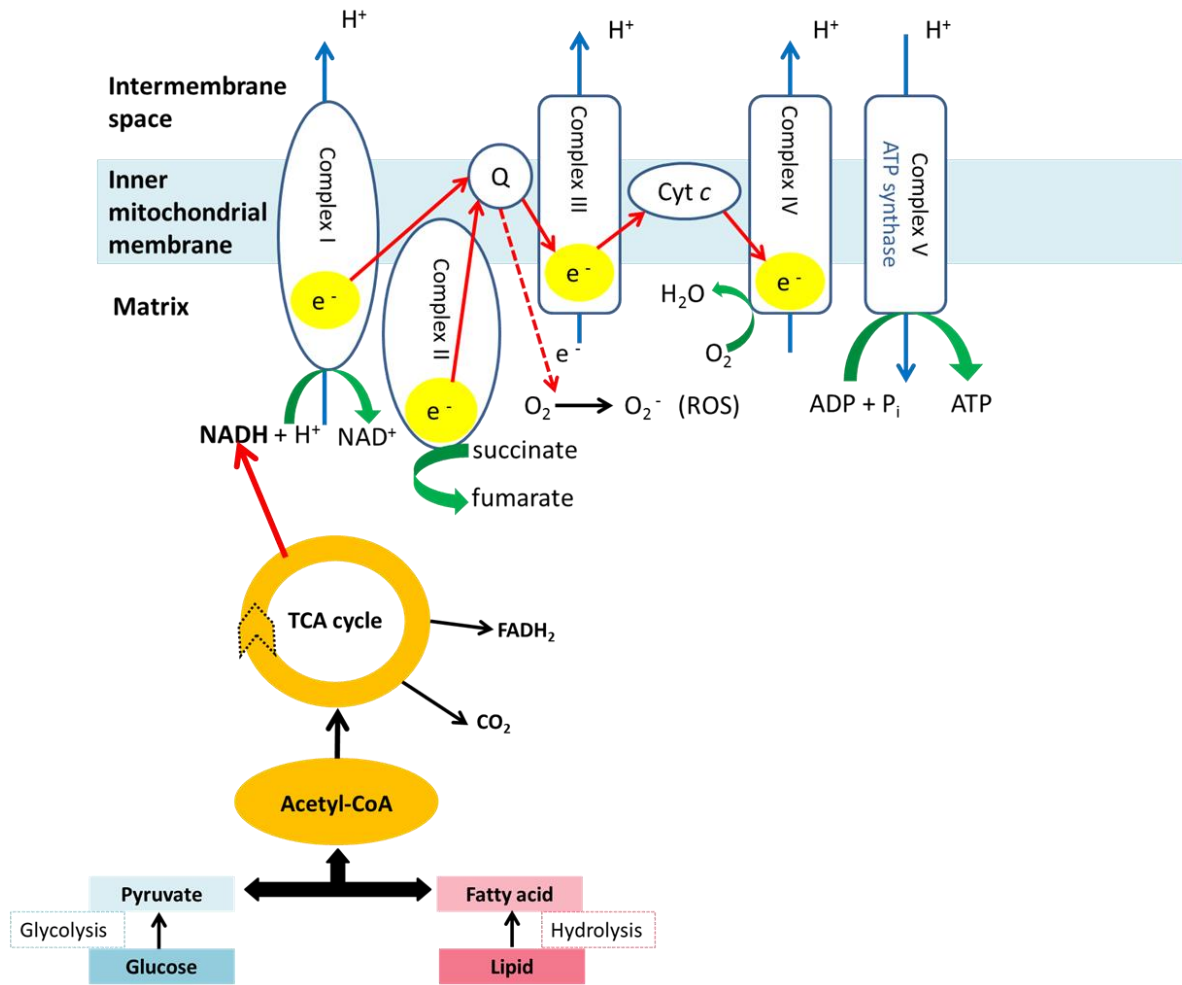 H⁺
H⁺
H⁺
H⁺
Intermembrane
space
Complex I
Complex III
Complex IV
Complex V
ATP synthase
Inner
mitochondrial
membrane
Q
Cyt c
Complex II
Matrix
e⁻
e⁻
e⁻
H₂O
O₂
e⁻
e⁻
O₂
O₂⁻ (ROS)
ADP + Pᵢ
ATP
NADH + H⁺
NAD⁺
succinate
fumarate
TCA cycle
FADH₂
CO₂
Acetyl-CoA
Pyruvate
Fatty acid
Glycolysis
Hydrolysis
Glucose
Lipid